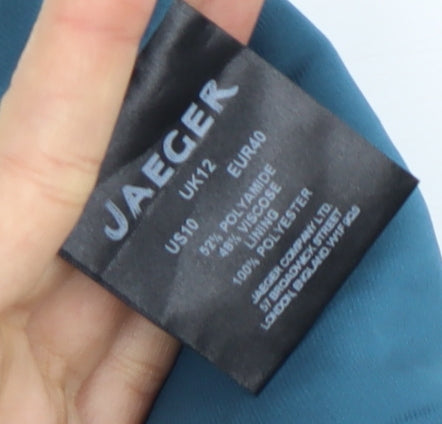 JAEGER
US10 UK12 EUR40
52% POLYAMIDE
48% VISCOSE
LINING
100% POLYESTER
JAEGER COMPANY LTD.
57 BROADWICK STREET
LONDON, ENGLAND, W1F 9QS